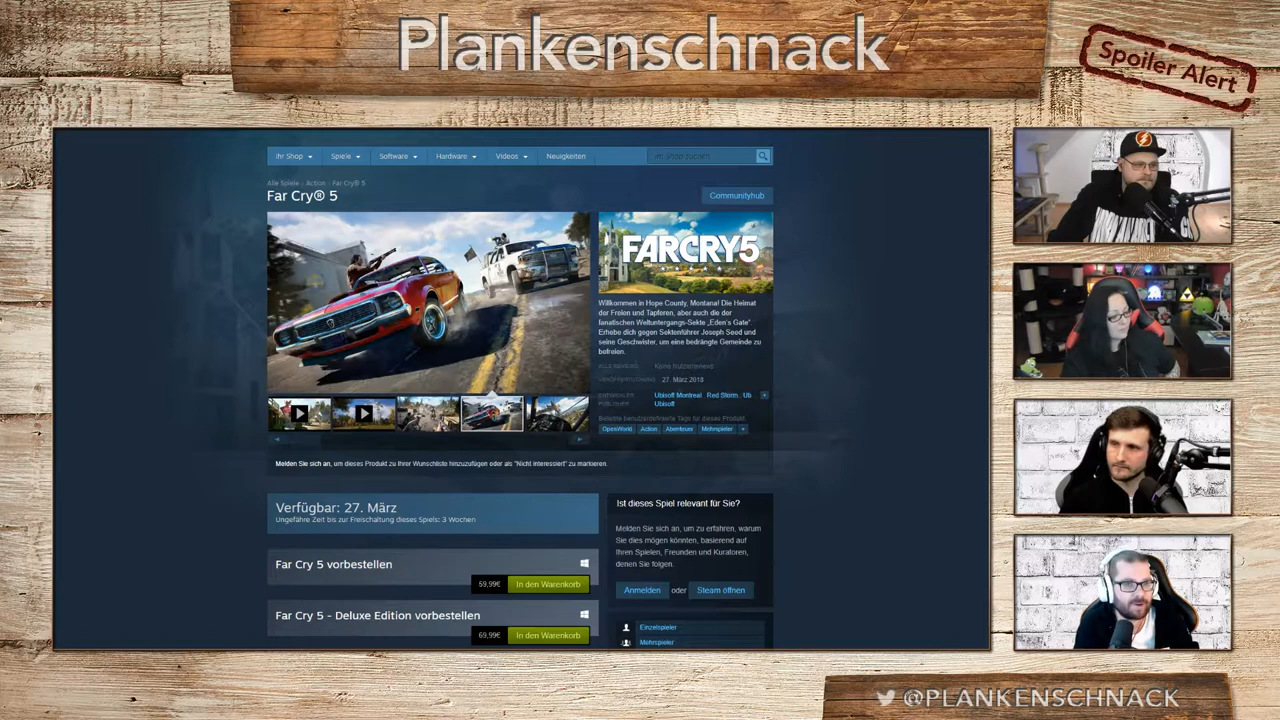 Plankenschnack
Spoiler Alert
Ihr Shop
Spiele
Software
Hardware
Videos
Neuigkeiten
Im Shop suchen
Alle Spiele > Action > Far Cry® 5
Far Cry® 5
Communityhub
FARCRY5
Willkommen in Hope County, Montana! Die Heimat
der Freien und Tapferen, aber auch die der
fanatischen Weltuntergangs-Sekte „Eden's Gate“.
Erhebe dich gegen Sektenführer Joseph Seed und
seine Geschwister, um eine bedrängte Gemeinde zu
befreien.
ALLE REVIEWS: Keine Nutzerreviews
VERÖFFENTLICHUNG: 27. März 2018
ENTWICKLER: Ubisoft Montreal, Red Storm, Ub
PUBLISHER: Ubisoft
Beliebte benutzerdefinierte Tags für dieses Produkt:
OpenWorld Action Abenteuer Mehrspieler +
Melden Sie sich an, um dieses Produkt zu Ihrer Wunschliste hinzuzufügen oder als "Nicht interessiert" zu markieren.
Verfügbar: 27. März
Ungefähre Zeit bis zur Freischaltung dieses Spiels: 3 Wochen
Far Cry 5 vorbestellen
59,99€ In den Warenkorb
Far Cry 5 - Deluxe Edition vorbestellen
69,99€ In den Warenkorb
Ist dieses Spiel relevant für Sie?
Melden Sie sich an, um zu erfahren, warum
Sie dies mögen könnten, basierend auf
Ihren Spielen, Freunden und Kuratoren,
denen Sie folgen.
Anmelden oder Steam öffnen
Einzelspieler
Mehrspieler
@PLANKENSCHNACK